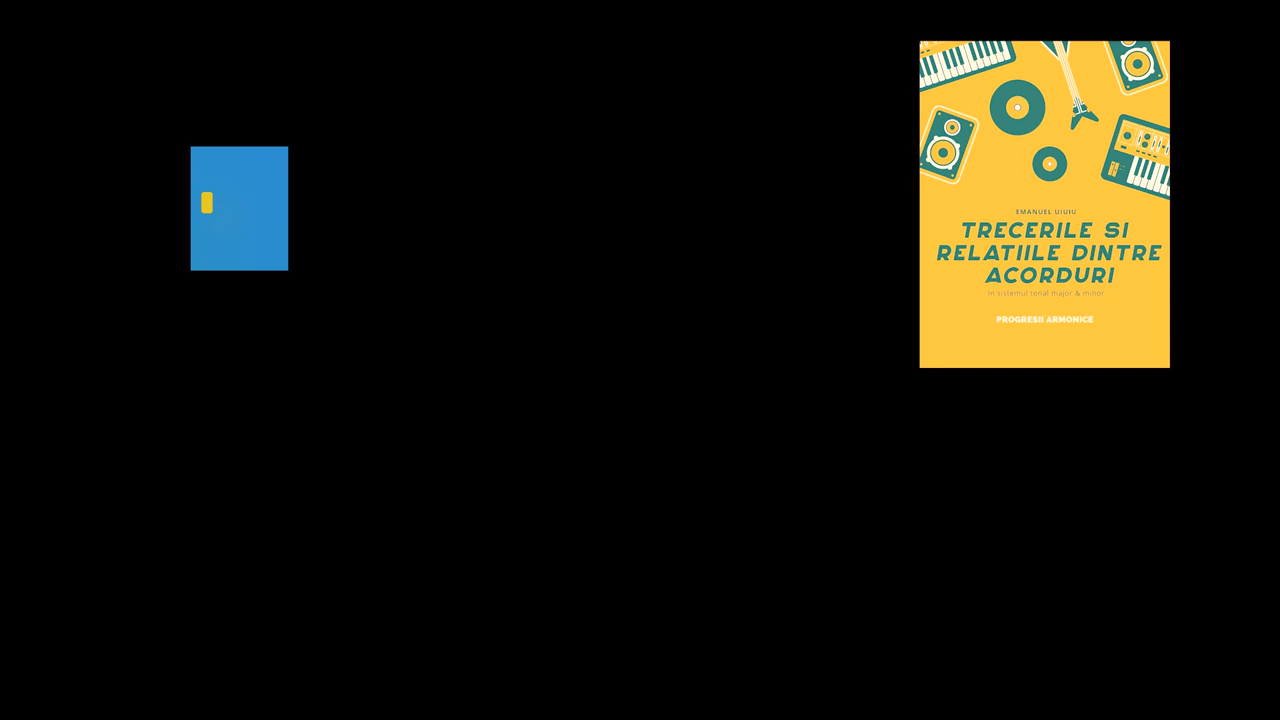 EMANUEL UIUIU
TRECERILE SI
RELATIILE DINTRE
ACORDURI
in sistemul tonal major & minor
PROGRESII ARMONICE